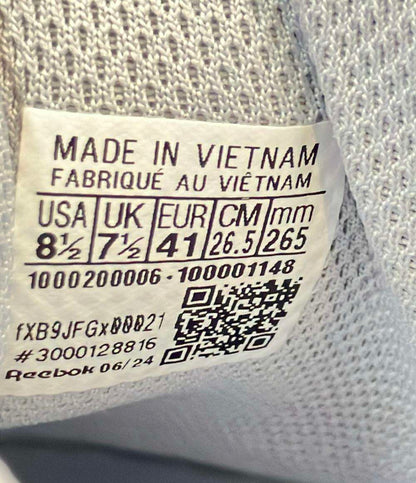 MADE IN VIETNAM
FABRIQUÉ AU VIÊTNAM
USA UK EUR CM mm
8½ 7½ 41 26.5 265
1000200006-100001148
fXB9JFGx00021
#3000128816
Reebok 06/24